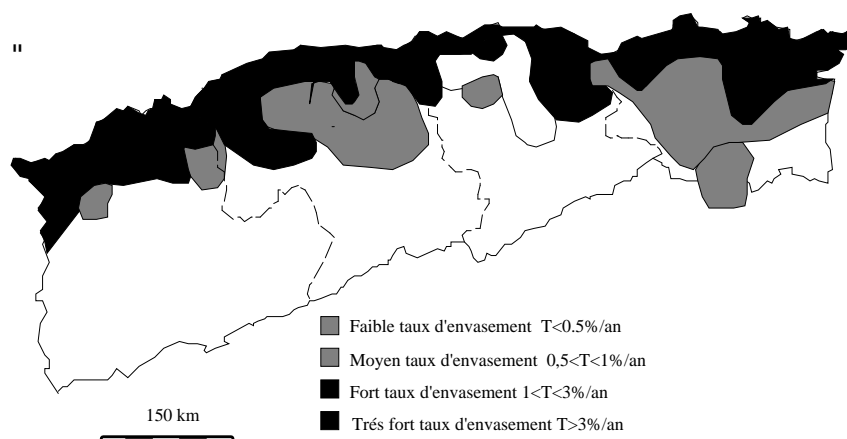 "
Faible taux d'envasement T<0.5%/an
Moyen taux d'envasement 0,5<T<1%/an
Fort taux d'envasement 1<T<3%/an
Trés fort taux d'envasement T>3%/an
150 km